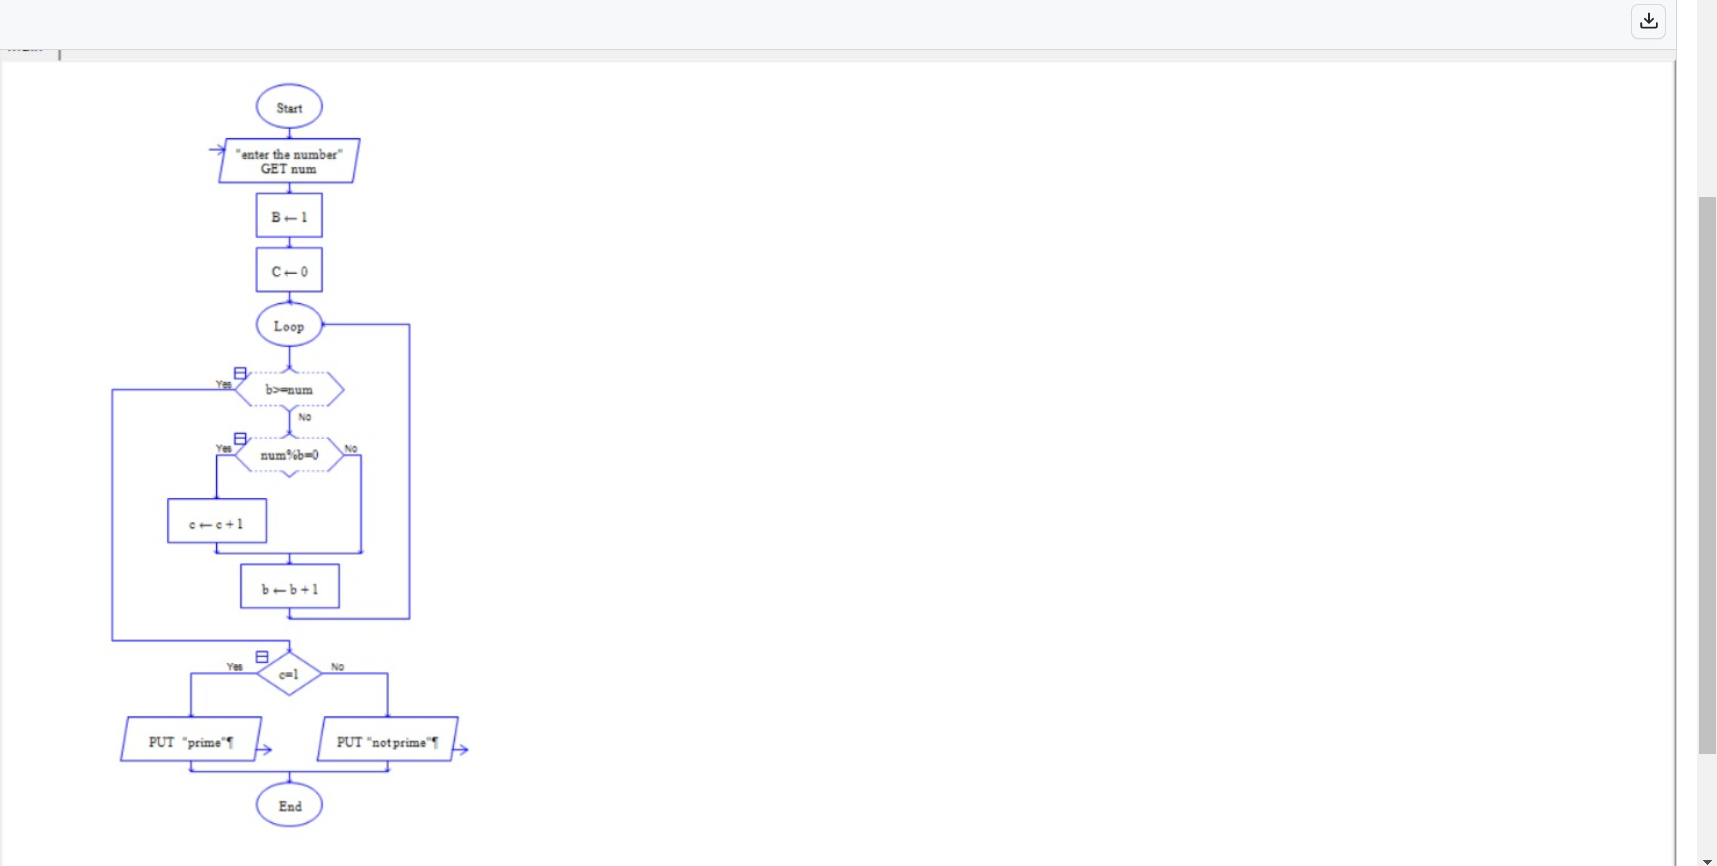 Start
"enter the number"
GET num
B ← 1
C ← 0
Loop
Yes
b>=num
No
Yes
num%b=0
No
c ← c + 1
b ← b + 1
Yes
c=1
No
PUT "prime"¶
PUT "not prime"¶
End